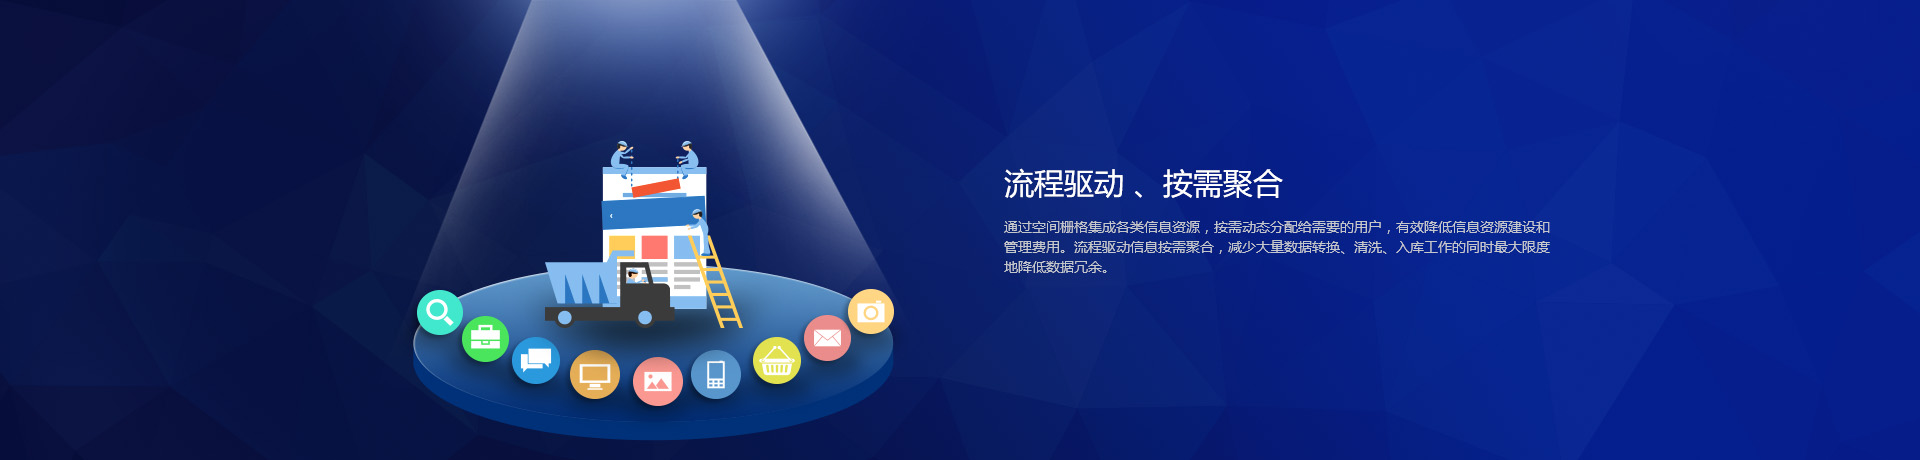 流程驱动、按需聚合
通过空间栅格集成各类信息资源，按需动态分配给需要的用户，有效降低信息资源建设和
管理费用。流程驱动信息按需聚合，减少大量数据转换、清洗、入库工作的同时最大限度
地降低数据冗余。